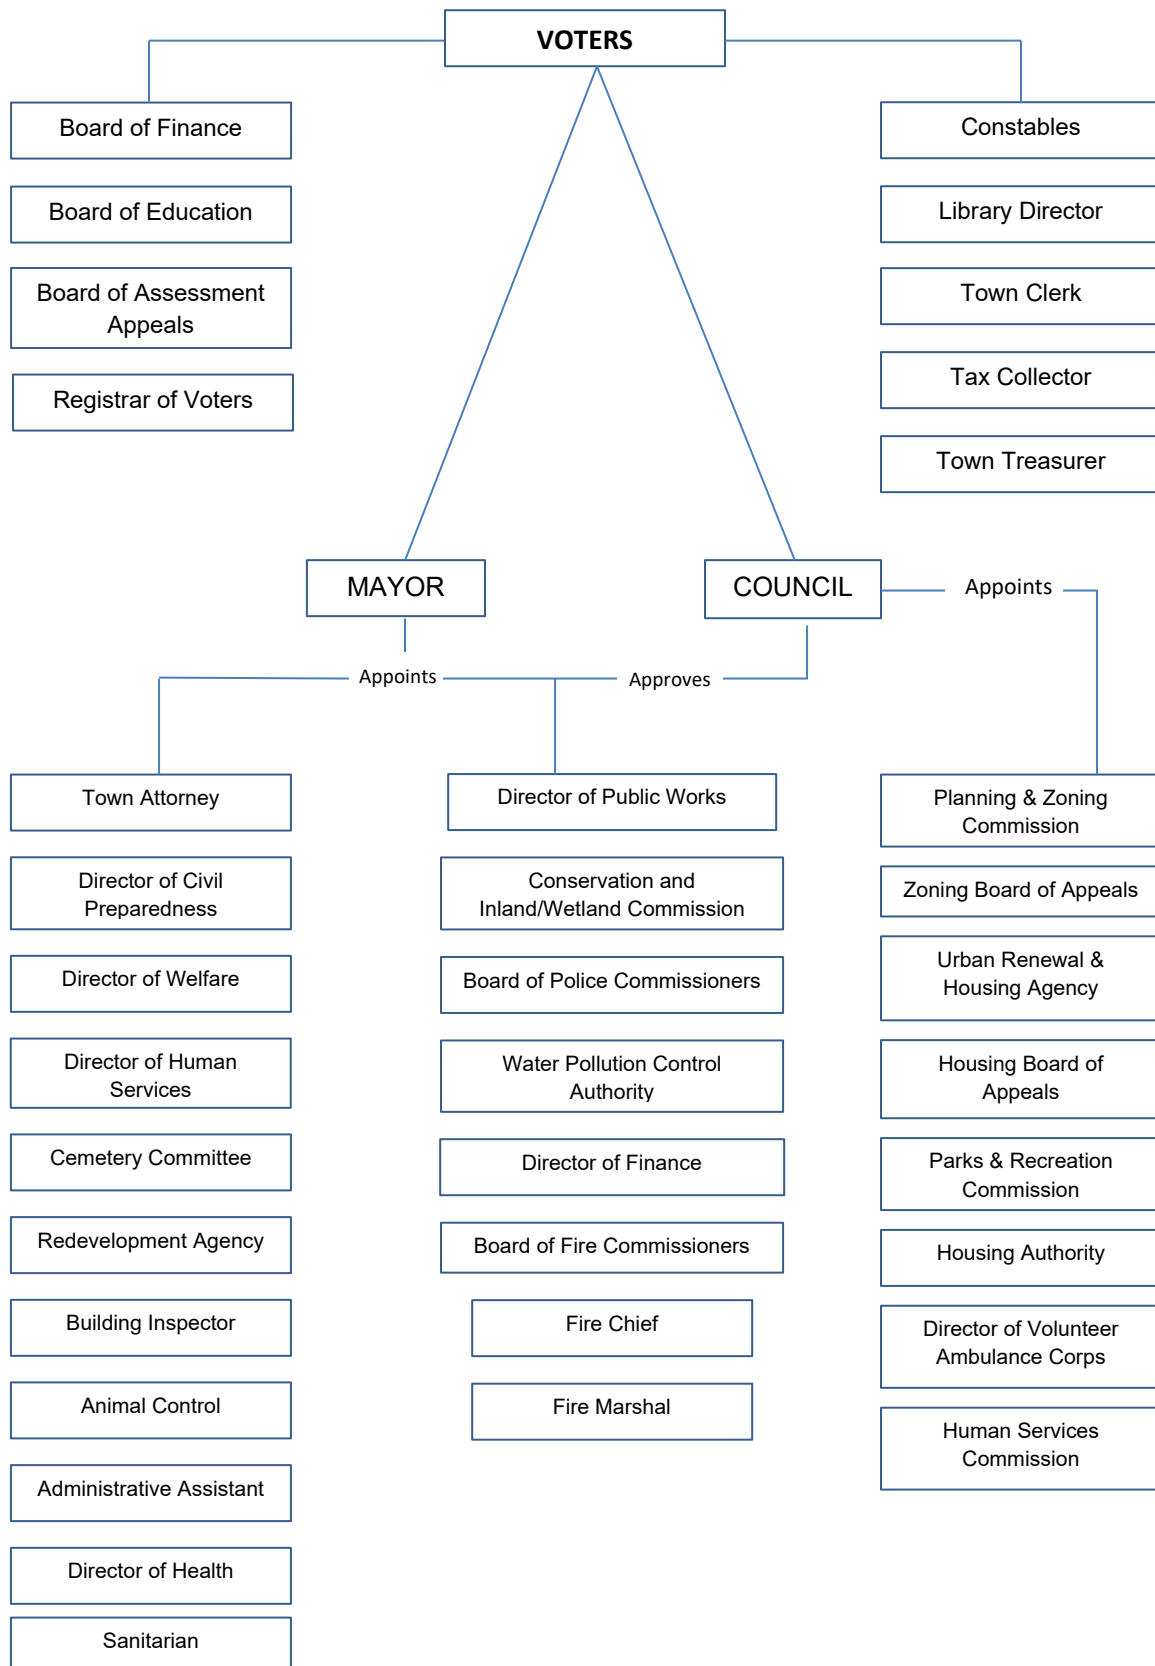 VOTERS
Board of Finance
Board of Education
Board of Assessment
Appeals
Registrar of Voters
Constables
Library Director
Town Clerk
Tax Collector
Town Treasurer
MAYOR
COUNCIL
Appoints
Appoints
Approves
Town Attorney
Director of Civil
Preparedness
Director of Welfare
Director of Human
Services
Cemetery Committee
Redevelopment Agency
Building Inspector
Animal Control
Administrative Assistant
Director of Health
Sanitarian
Director of Public Works
Conservation and
Inland/Wetland Commission
Board of Police Commissioners
Water Pollution Control
Authority
Director of Finance
Board of Fire Commissioners
Fire Chief
Fire Marshal
Planning & Zoning
Commission
Zoning Board of Appeals
Urban Renewal &
Housing Agency
Housing Board of
Appeals
Parks & Recreation
Commission
Housing Authority
Director of Volunteer
Ambulance Corps
Human Services
Commission